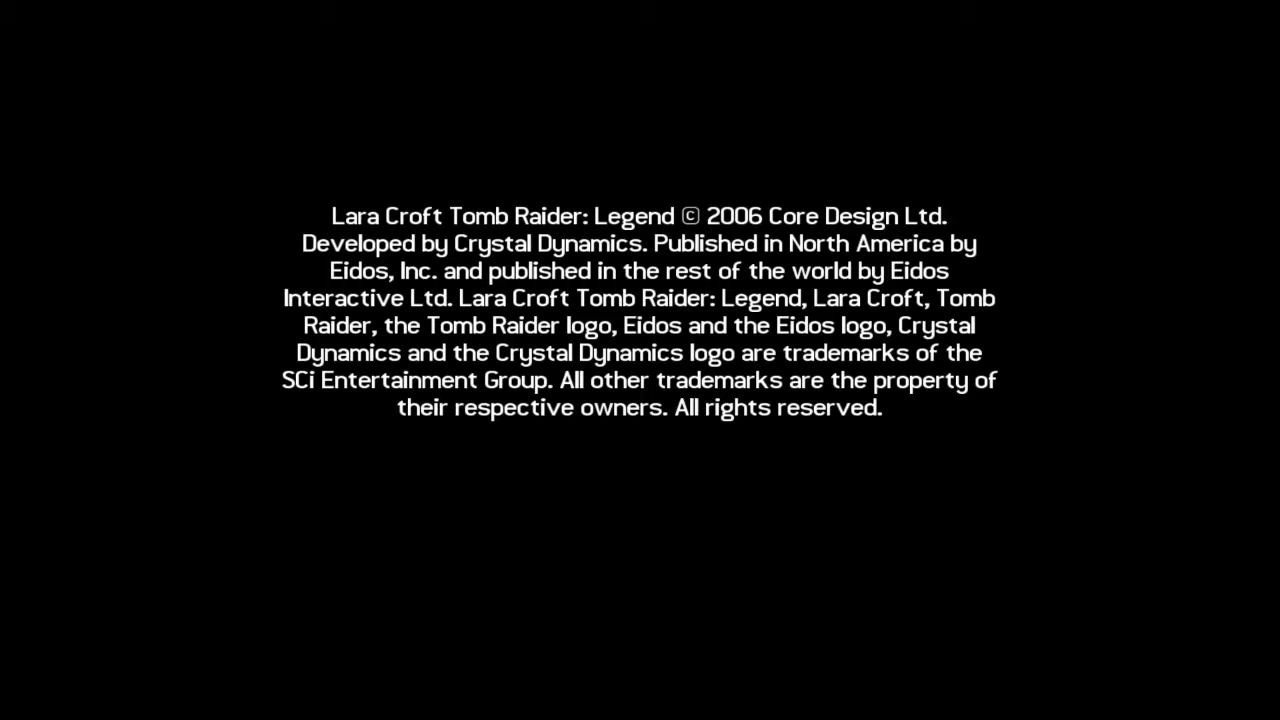 Lara Croft Tomb Raider: Legend © 2006 Core Design Ltd.
Developed by Crystal Dynamics. Published in North America by
Eidos, Inc. and published in the rest of the world by Eidos
Interactive Ltd. Lara Croft Tomb Raider: Legend, Lara Croft, Tomb
Raider, the Tomb Raider logo, Eidos and the Eidos logo, Crystal
Dynamics and the Crystal Dynamics logo are trademarks of the
SCi Entertainment Group. All other trademarks are the property of
their respective owners. All rights reserved.